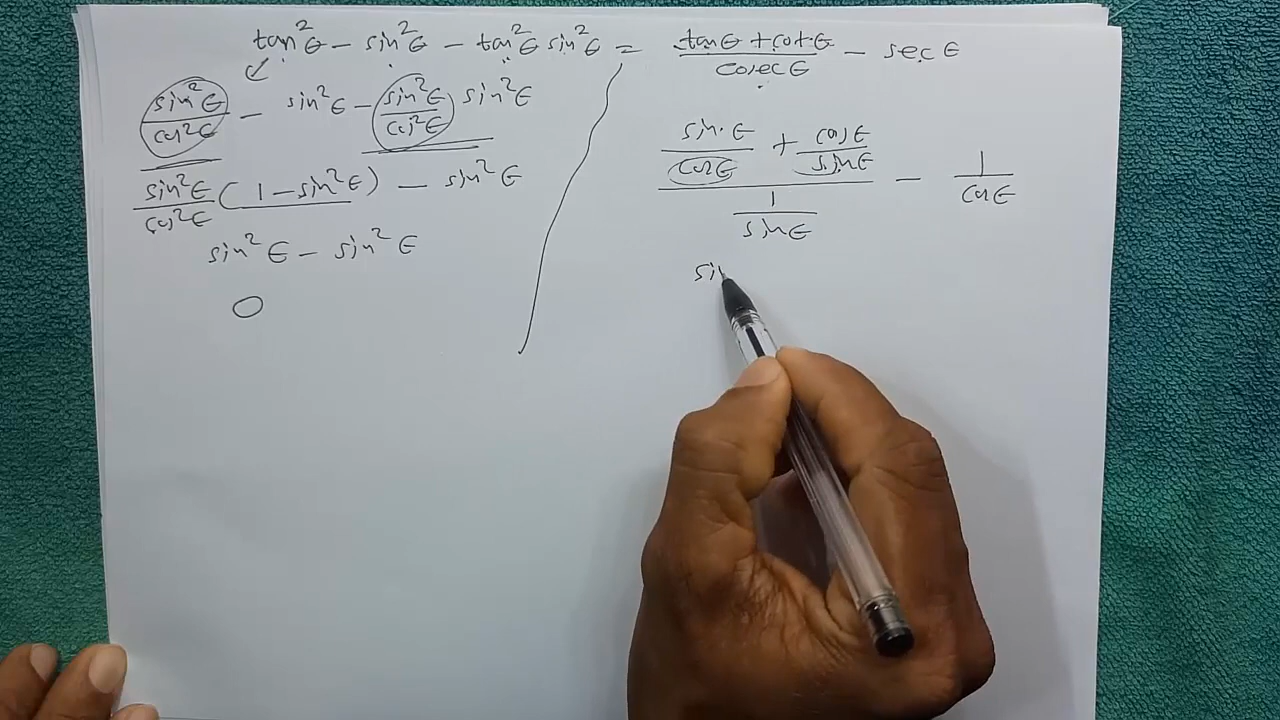 tan²θ − sin²θ − tan²θ sin²θ = (tanθ + cotθ)/cosecθ − secθ
sin²θ/cos²θ − sin²θ − sin²θ/cos²θ sin²θ
sin²θ/cos²θ (1 − sin²θ) − sin²θ
sin²θ − sin²θ
0
(sinθ/cosθ + cosθ/sinθ)/(1/sinθ) − 1/cosθ
si